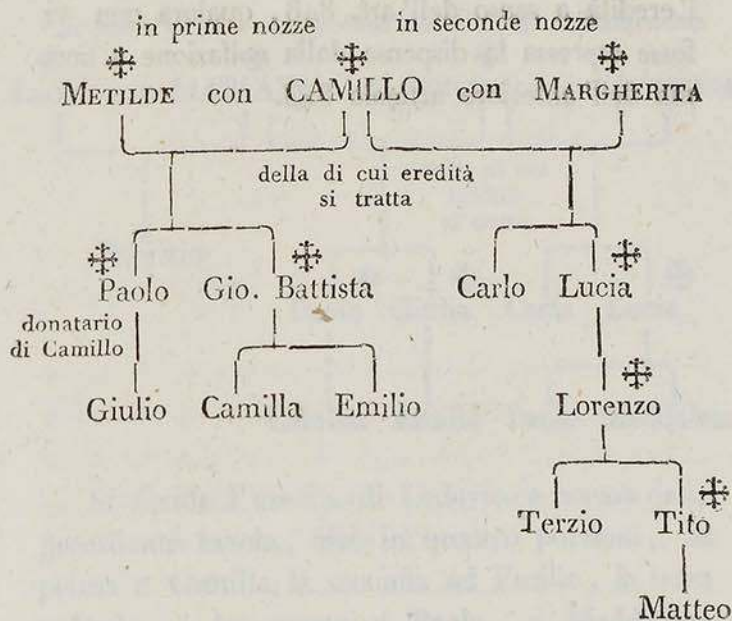 in prime nozze in seconde nozze
METILDE con CAMILLO con MARGHERITA
della di cui eredità
si tratta
Paolo Gio. Battista Carlo Lucia
donatario
di Camillo
Giulio Camilla Emilio Lorenzo
Terzio Tito
Matteo